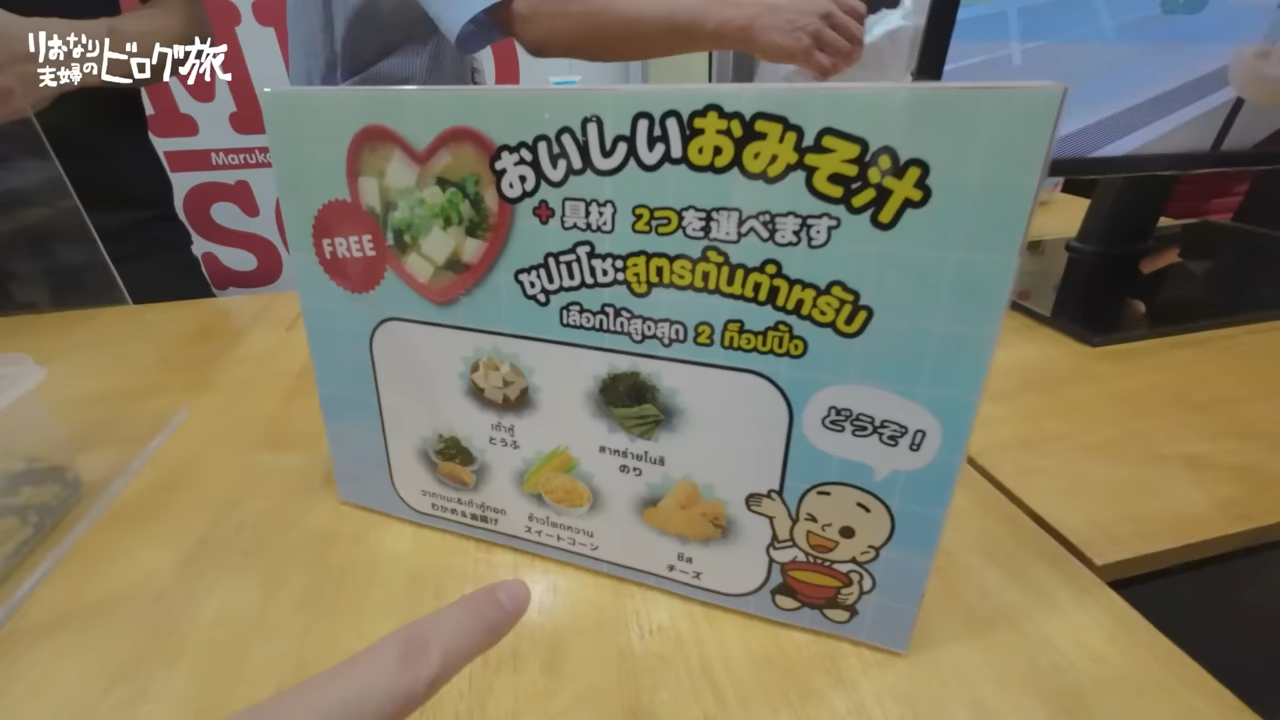 りおなり
夫婦の
ビログ旅
Maruko
FREE
おいしいおみそ汁
+ 具材 2つを選べます
ซุปมิโซะสูตรต้นตำหรับ
เลือกได้สูงสุด 2 ท็อปปิ้ง
เต้าหู้
とうふ
สาหร่ายโนริ
のり
วากาเมะ&เต้าหู้ทอด
わかめ&油揚げ
ข้าวโพดหวาน
スイートコーン
ชีส
チーズ
どうぞ!